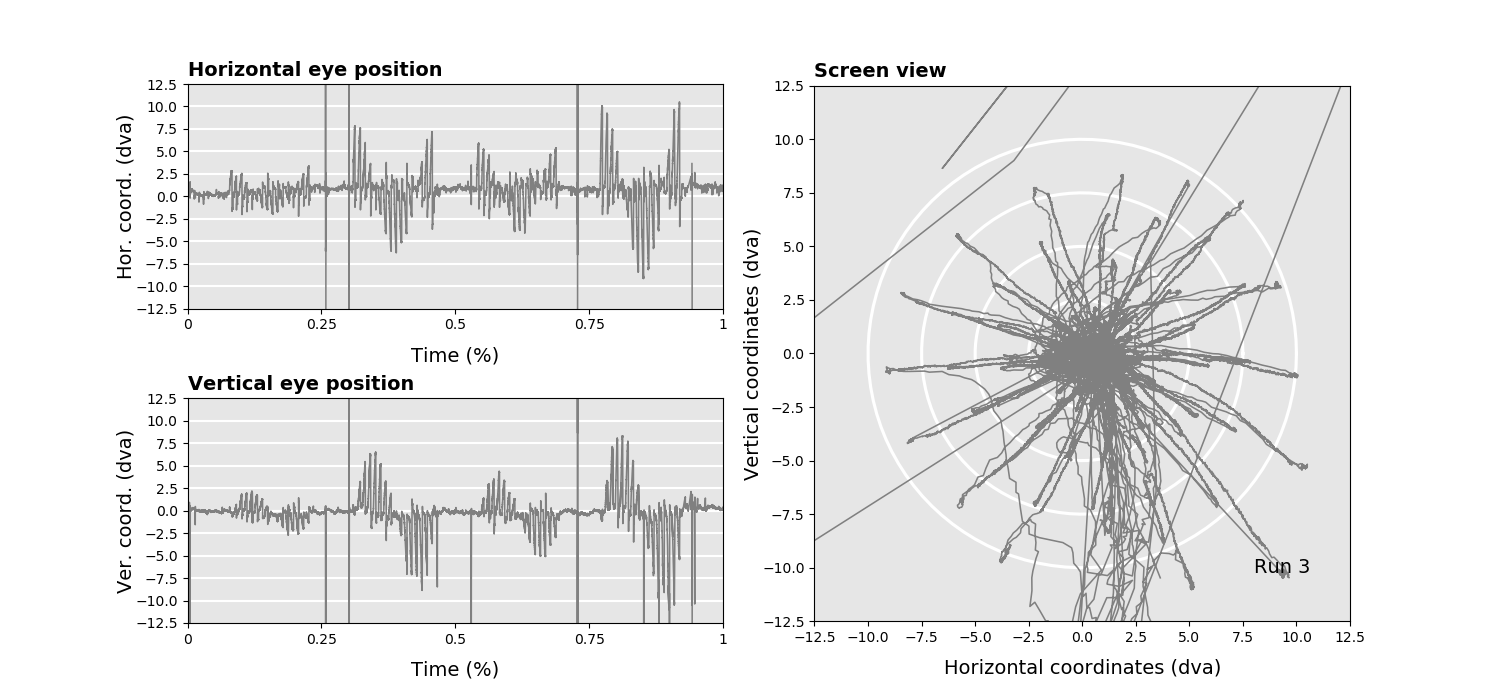 Horizontal eye position
12.5
10.0
7.5
5.0
2.5
0.0
−2.5
−5.0
−7.5
−10.0
−12.5
Hor. coord. (dva)
0 0.25 0.5 0.75 1
Time (%)
Vertical eye position
12.5
10.0
7.5
5.0
2.5
0.0
−2.5
−5.0
−7.5
−10.0
−12.5
Ver. coord. (dva)
0 0.25 0.5 0.75 1
Time (%)
Screen view
12.5
10.0
7.5
5.0
2.5
0.0
−2.5
−5.0
−7.5
−10.0
−12.5
Vertical coordinates (dva)
Run 3
−12.5 −10.0 −7.5 −5.0 −2.5 0.0 2.5 5.0 7.5 10.0 12.5
Horizontal coordinates (dva)